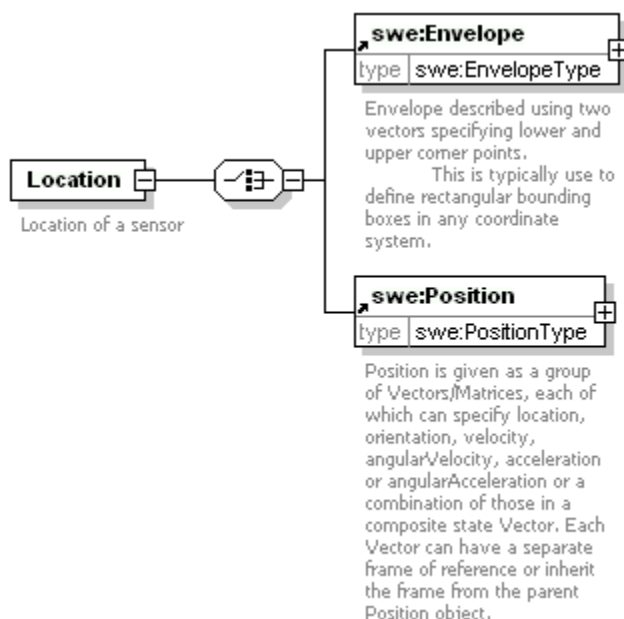 swe:Envelope
type swe:EnvelopeType
Envelope described using two
vectors specifying lower and
upper corner points.
This is typically use to
define rectangular bounding
boxes in any coordinate
system.
Location
Location of a sensor
swe:Position
type swe:PositionType
Position is given as a group
of Vectors/Matrices, each of
which can specify location,
orientation, velocity,
angularVelocity, acceleration
or angularAcceleration or a
combination of those in a
composite state Vector. Each
Vector can have a separate
frame of reference or inherit
the frame from the parent
Position object.